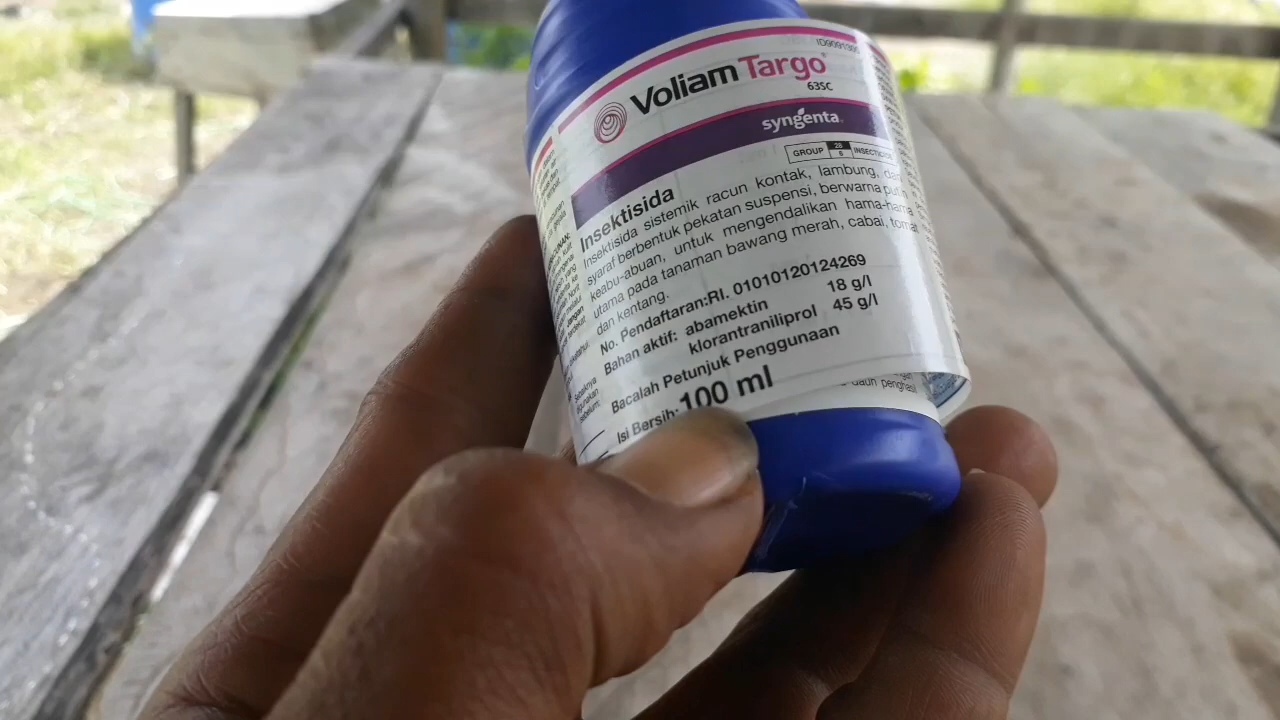 Voliam Targo
63SC
syngenta
GROUP 28 6 INSECTICIDE
Insektisida
Insektisida sistemik racun kontak, lambung, dan
syaraf berbentuk pekatan suspensi, berwarna putih
keabu-abuan, untuk mengendalikan hama-hama
utama pada tanaman bawang merah, cabai, tomat
dan kentang.
No. Pendaftaran:RI. 01010120124269
Bahan aktif: abamektin 18 g/l
klorantraniliprol 45 g/l
Bacalah Petunjuk Penggunaan
Isi Bersih: 100 ml